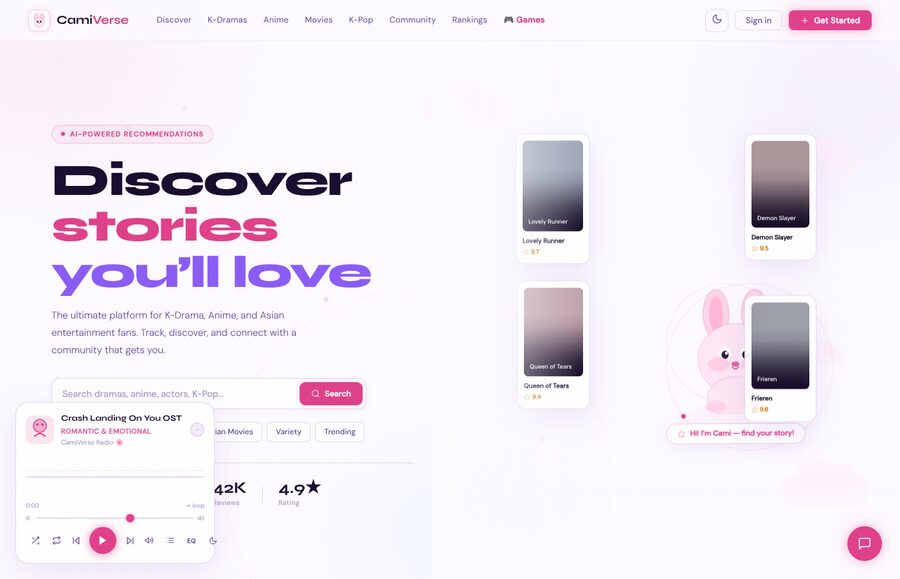 CamiVerse
Discover K-Dramas Anime Movies K-Pop Community Rankings 🎮 Games
Sign in
+ Get Started
AI-POWERED RECOMMENDATIONS
Discover
stories
you'll love
The ultimate platform for K-Drama, Anime, and Asian
entertainment fans. Track, discover, and connect with a
community that gets you.
Search dramas, anime, actors, K-Pop...
Search
Movies
Variety
Trending
42K
4.9★
Rating
Crash Landing On You OST
ROMANTIC & EMOTIONAL
CamiVerse Radio 🌸
0:00
∞ loop
EQ
Lovely Runner
Lovely Runner
☆ 9.7
Queen of Tears
Queen of Tears
☆ 9.4
Demon Slayer
Demon Slayer
☆ 9.5
Frieren
Frieren
☆ 9.6
☆ Hi! I'm Cami — find your story!